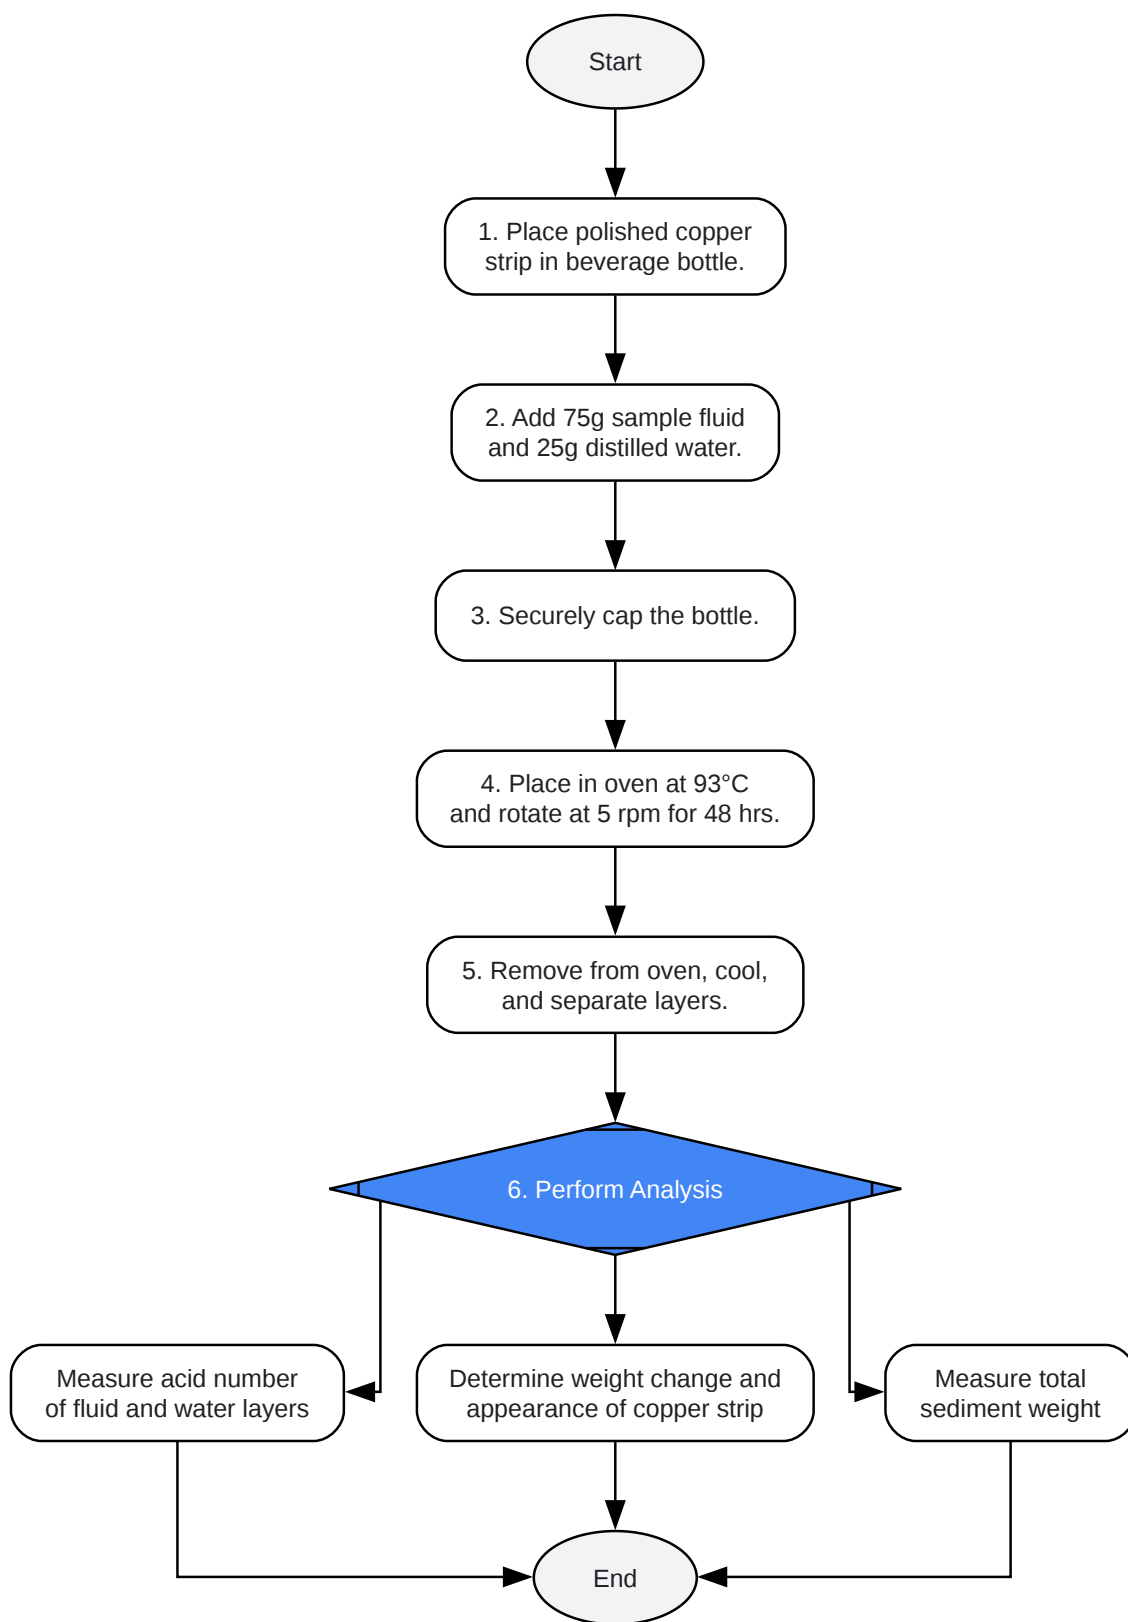 Start
1. Place polished copper
strip in beverage bottle.
2. Add 75g sample fluid
and 25g distilled water.
3. Securely cap the bottle.
4. Place in oven at 93°C
and rotate at 5 rpm for 48 hrs.
5. Remove from oven, cool,
and separate layers.
6. Perform Analysis
Measure acid number
of fluid and water layers
Determine weight change and
appearance of copper strip
Measure total
sediment weight
End